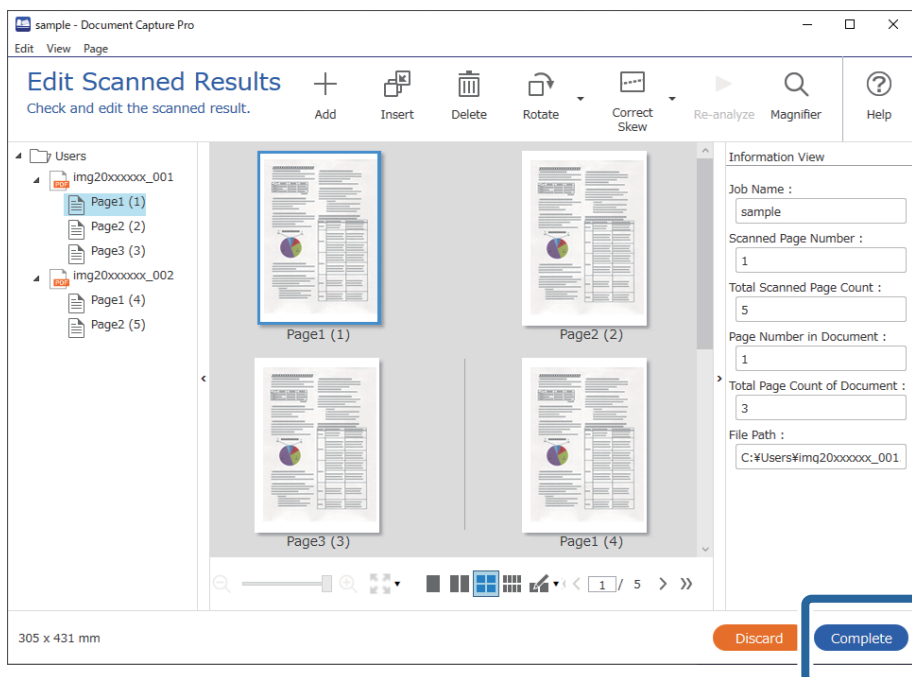 sample - Document Capture Pro
Edit View Page
Edit Scanned Results
Check and edit the scanned result.
Add
Insert
Delete
Rotate
Correct
Skew
Re-analyze
Magnifier
Help
Users
PDF
img20xxxxxx_001
Page1 (1)
Page2 (2)
Page3 (3)
PDF
img20xxxxxx_002
Page1 (4)
Page2 (5)
Page1 (1)
Page2 (2)
Page3 (3)
Page1 (4)
1 / 5
Information View
Job Name :
sample
Scanned Page Number :
1
Total Scanned Page Count :
5
Page Number in Document :
1
Total Page Count of Document :
3
File Path :
C:¥Users¥img20xxxxxx_001
305 x 431 mm
Discard
Complete